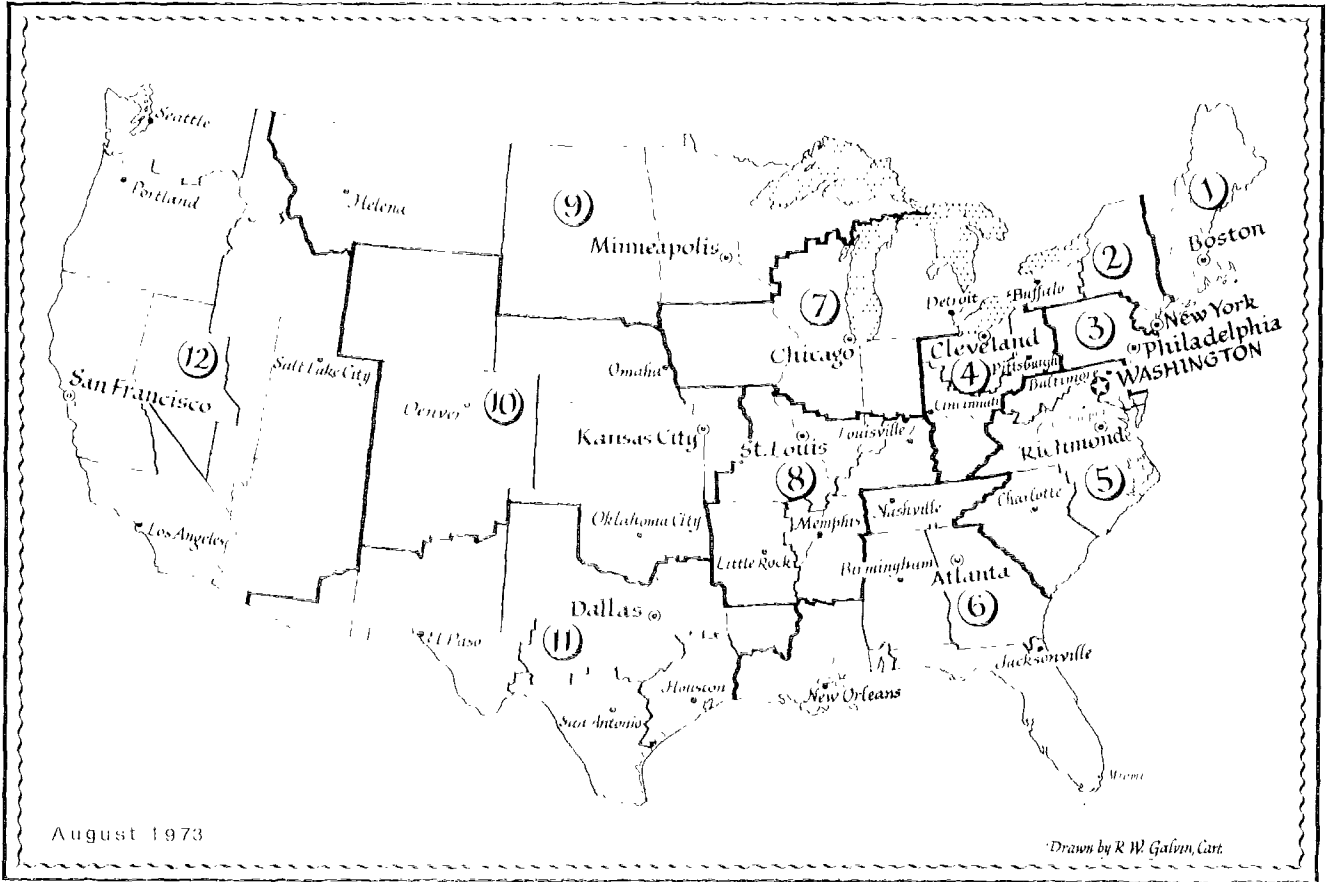 Seattle
Portland
Helena
9
Minneapolis
1
Boston
2
Buffalo
Detroit
7
Chicago
3
New York
Philadelphia
WASHINGTON
Cleveland
Pittsburgh
4
Baltimore
Cincinnati
12
Salt Lake City
San Francisco
Omaha
Denver
10
Kansas City
St. Louis
Louisville
8
Richmond
5
Charlotte
Nashville
Memphis
Oklahoma City
Los Angeles
Little Rock
Birmingham
Atlanta
6
Dallas
11
El Paso
Houston
San Antonio
New Orleans
Jacksonville
Miami
August 1973
Drawn by R. W. Galvin, Cart.